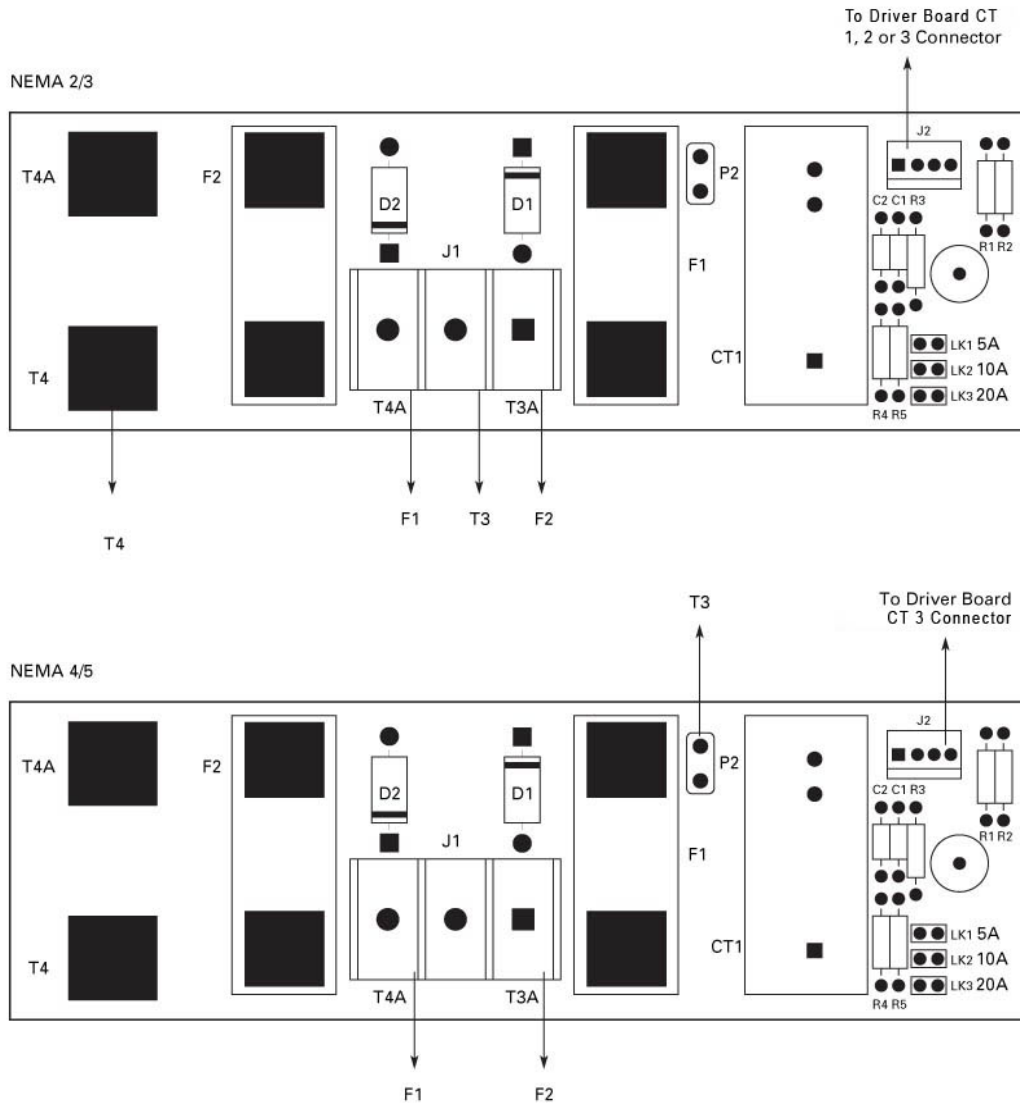 To Driver Board CT
1, 2 or 3 Connector
NEMA 2/3
J2
T4A
F2
D2
D1
P2
C2 C1 R3
R1 R2
J1
F1
T4
CT1
LK1 5A
LK2 10A
LK3 20A
T4A
T3A
R4 R5
F1
T3
F2
T4
T3
To Driver Board
CT 3 Connector
NEMA 4/5
J2
T4A
F2
D2
D1
P2
C2 C1 R3
R1 R2
J1
F1
T4
CT1
LK1 5A
LK2 10A
LK3 20A
T4A
T3A
R4 R5
F1
F2